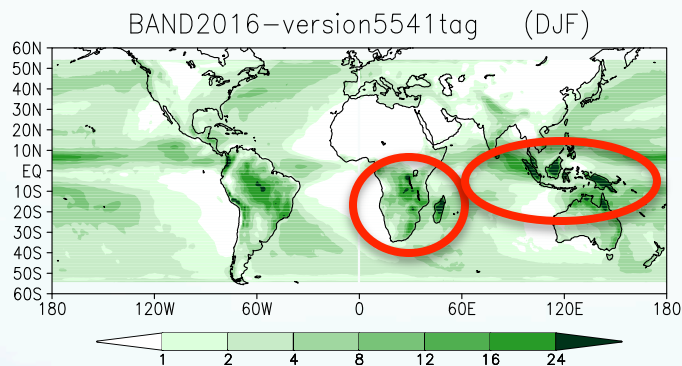 BAND2016-version5541tag (DJF)
60N
50N
40N
30N
20N
10N
EQ
10S
20S
30S
40S
50S
60S
180 120W 60W 0 60E 120E 180
1 2 4 8 12 16 24